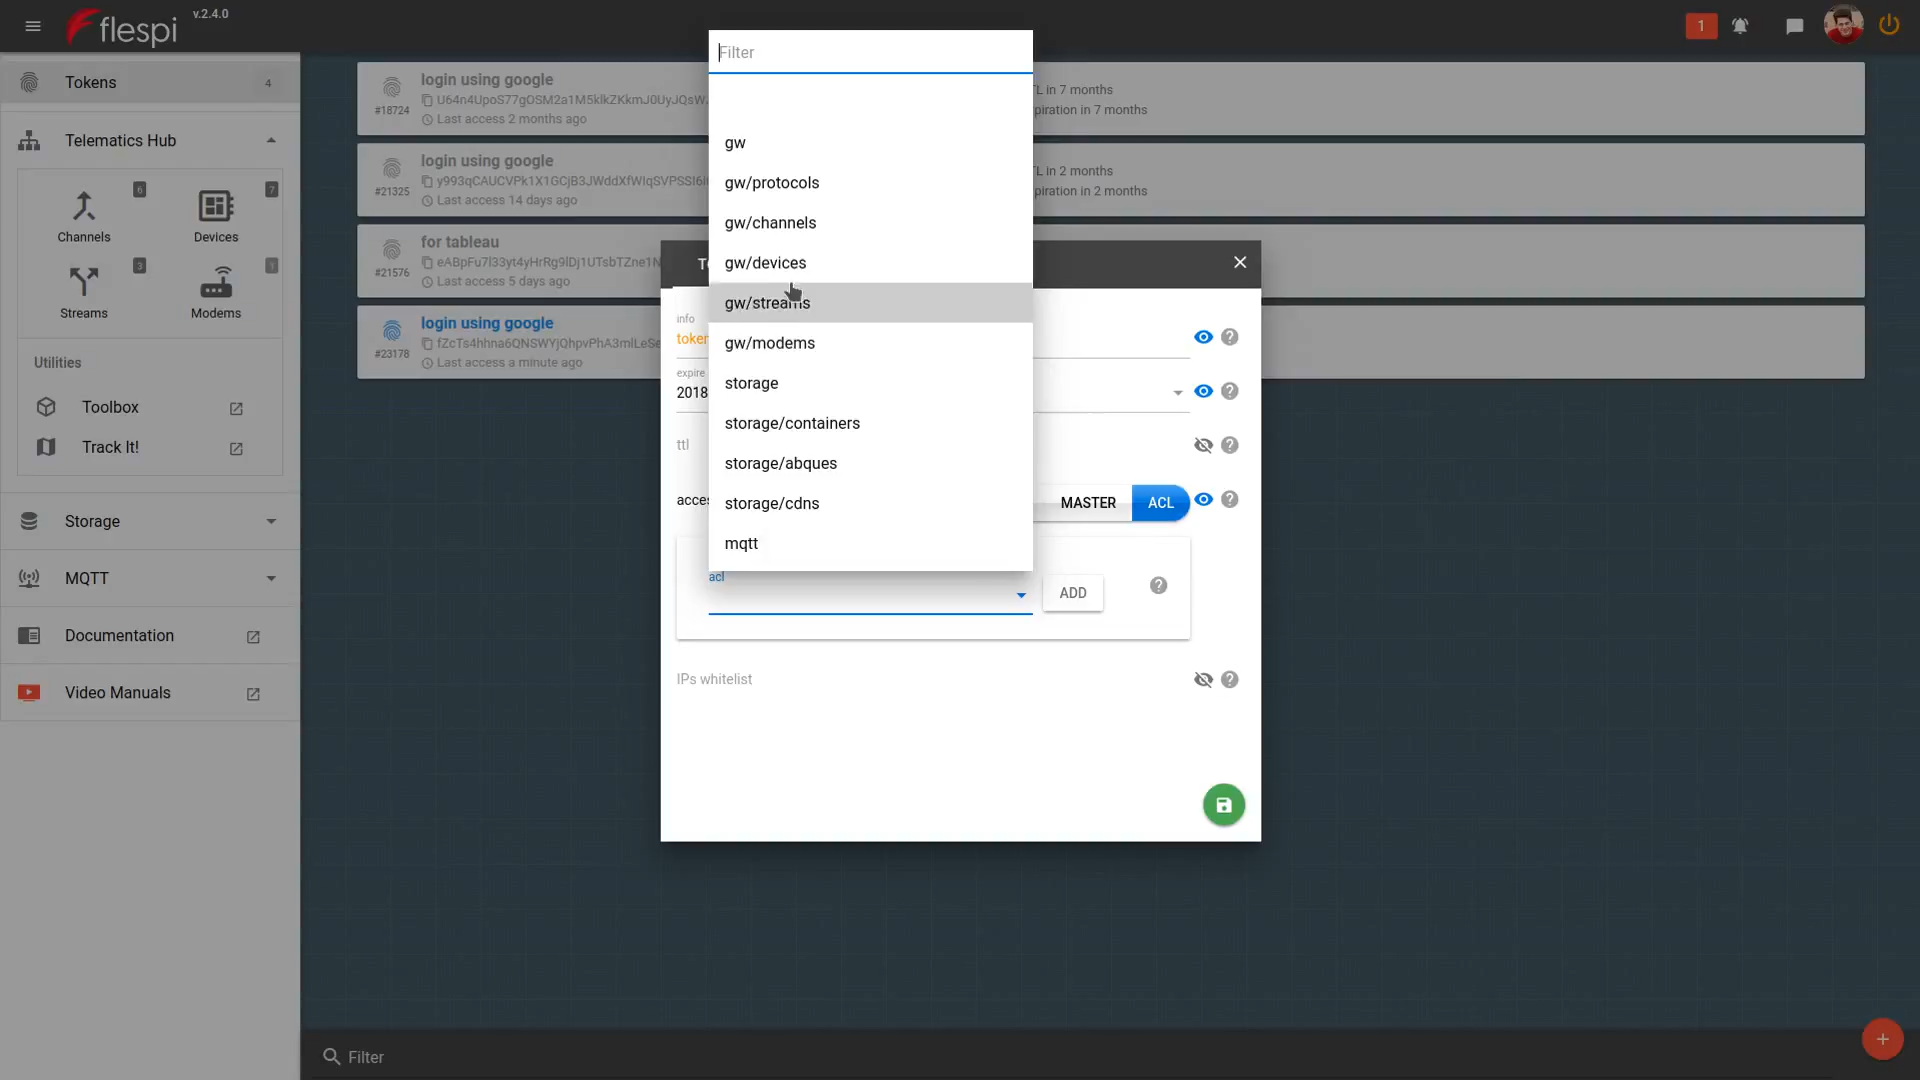 flespi
v.2.4.0
1
Tokens
4
Telematics Hub
6
Channels
7
Devices
3
Streams
1
Modems
Utilities
Toolbox
Track It!
Storage
MQTT
Documentation
Video Manuals
login using google
#18724
Last access 2 months ago
L in 7 months
piration in 7 months
login using google
#21325
Last access 14 days ago
L in 2 months
piration in 2 months
for tableau
#21576
Last access 5 days ago
login using google
#23178
Last access a minute ago
Filter
gw
gw/protocols
gw/channels
gw/devices
gw/streams
gw/modems
storage
storage/containers
storage/abques
storage/cdns
mqtt
info
token
expire
2018
ttl
acces
MASTER
ACL
acl
ADD
IPs whitelist
Filter